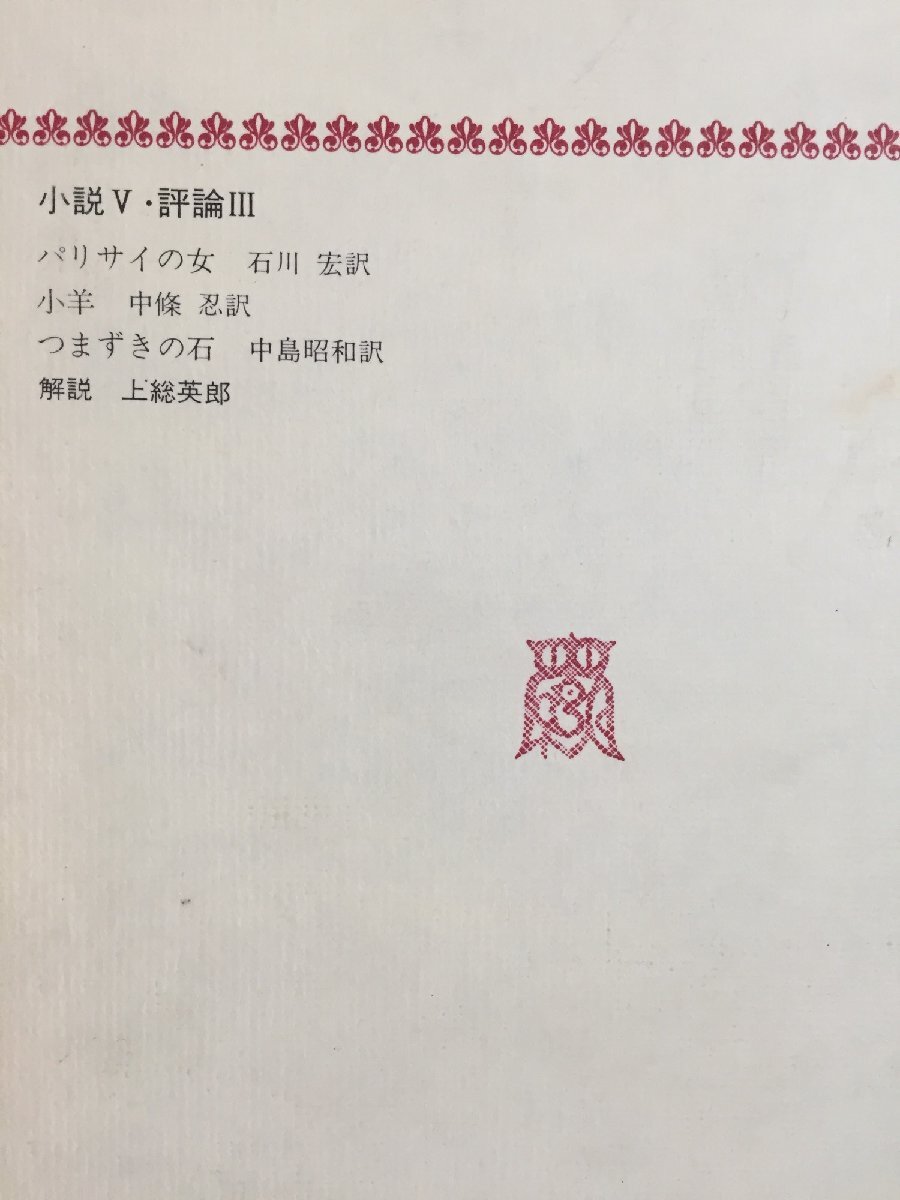 小説Ⅴ・評論Ⅲ
パリサイの女 石川 宏訳
小羊 中條 忍訳
つまずきの石 中島昭和訳
解説 上総英郎